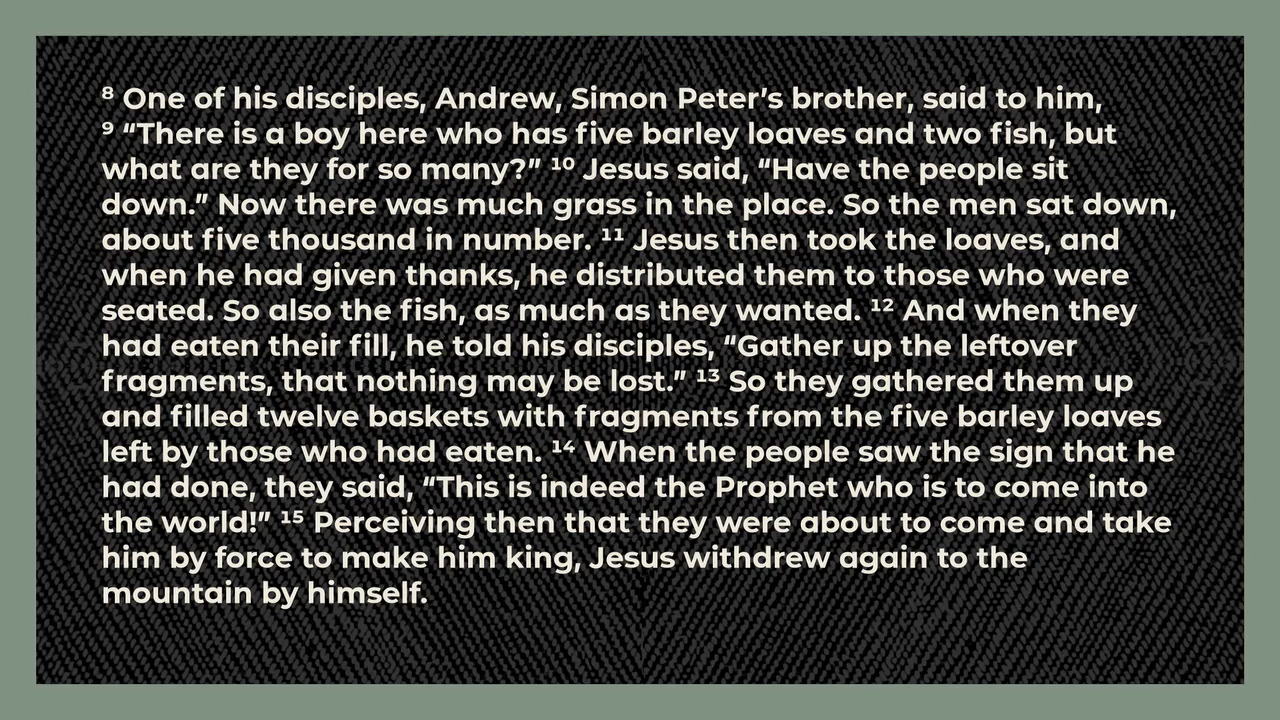 ⁸ One of his disciples, Andrew, Simon Peter’s brother, said to him,
⁹ “There is a boy here who has five barley loaves and two fish, but
what are they for so many?” ¹⁰ Jesus said, “Have the people sit
down.” Now there was much grass in the place. So the men sat down,
about five thousand in number. ¹¹ Jesus then took the loaves, and
when he had given thanks, he distributed them to those who were
seated. So also the fish, as much as they wanted. ¹² And when they
had eaten their fill, he told his disciples, “Gather up the leftover
fragments, that nothing may be lost.” ¹³ So they gathered them up
and filled twelve baskets with fragments from the five barley loaves
left by those who had eaten. ¹⁴ When the people saw the sign that he
had done, they said, “This is indeed the Prophet who is to come into
the world!” ¹⁵ Perceiving then that they were about to come and take
him by force to make him king, Jesus withdrew again to the
mountain by himself.